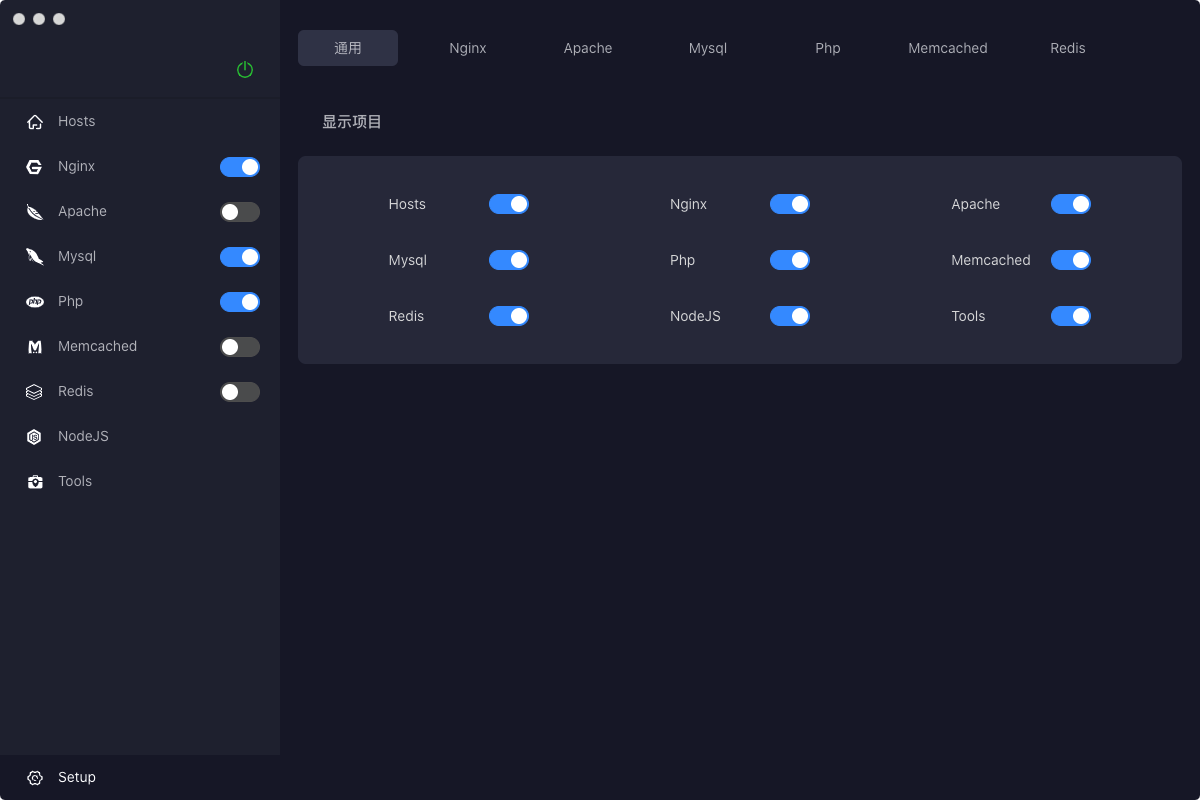 Hosts
Nginx
Apache
Mysql
Php
Memcached
Redis
NodeJS
Tools
Setup
通用 Nginx Apache Mysql Php Memcached Redis
显示项目
Hosts Nginx Apache
Mysql Php Memcached
Redis NodeJS Tools